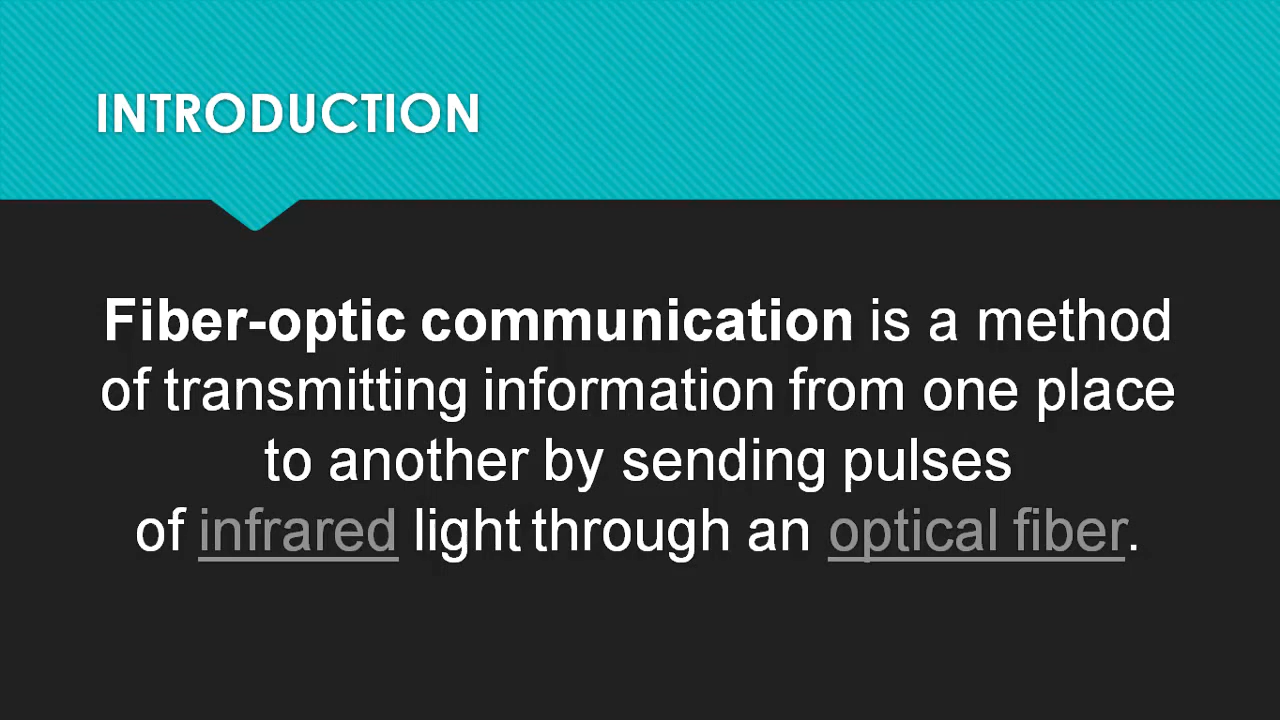 INTRODUCTION
Fiber-optic communication is a method
of transmitting information from one place
to another by sending pulses
of infrared light through an optical fiber.